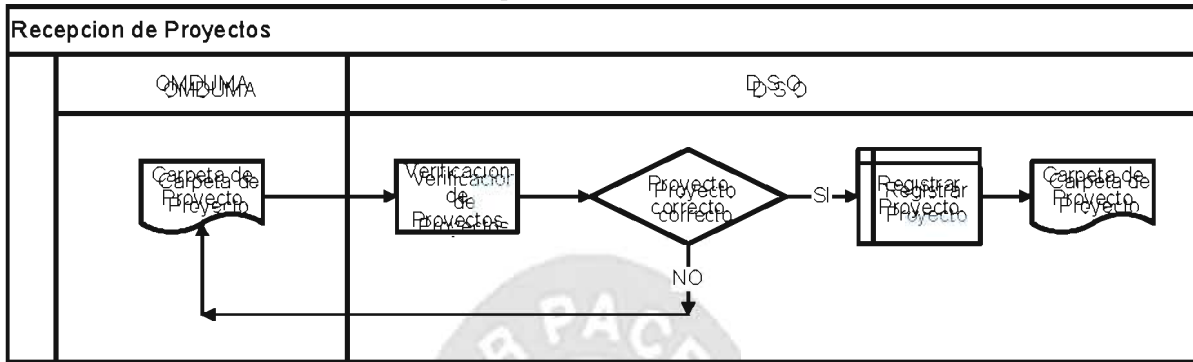 Recepcion de Proyectos
OMDUMA
DSO
Carpeta de
Proyecto
Verificacion
de
Proyectos
Proyecto
correcto
SI
Registrar
Proyecto
Carpeta de
Proyecto
NO
PACE